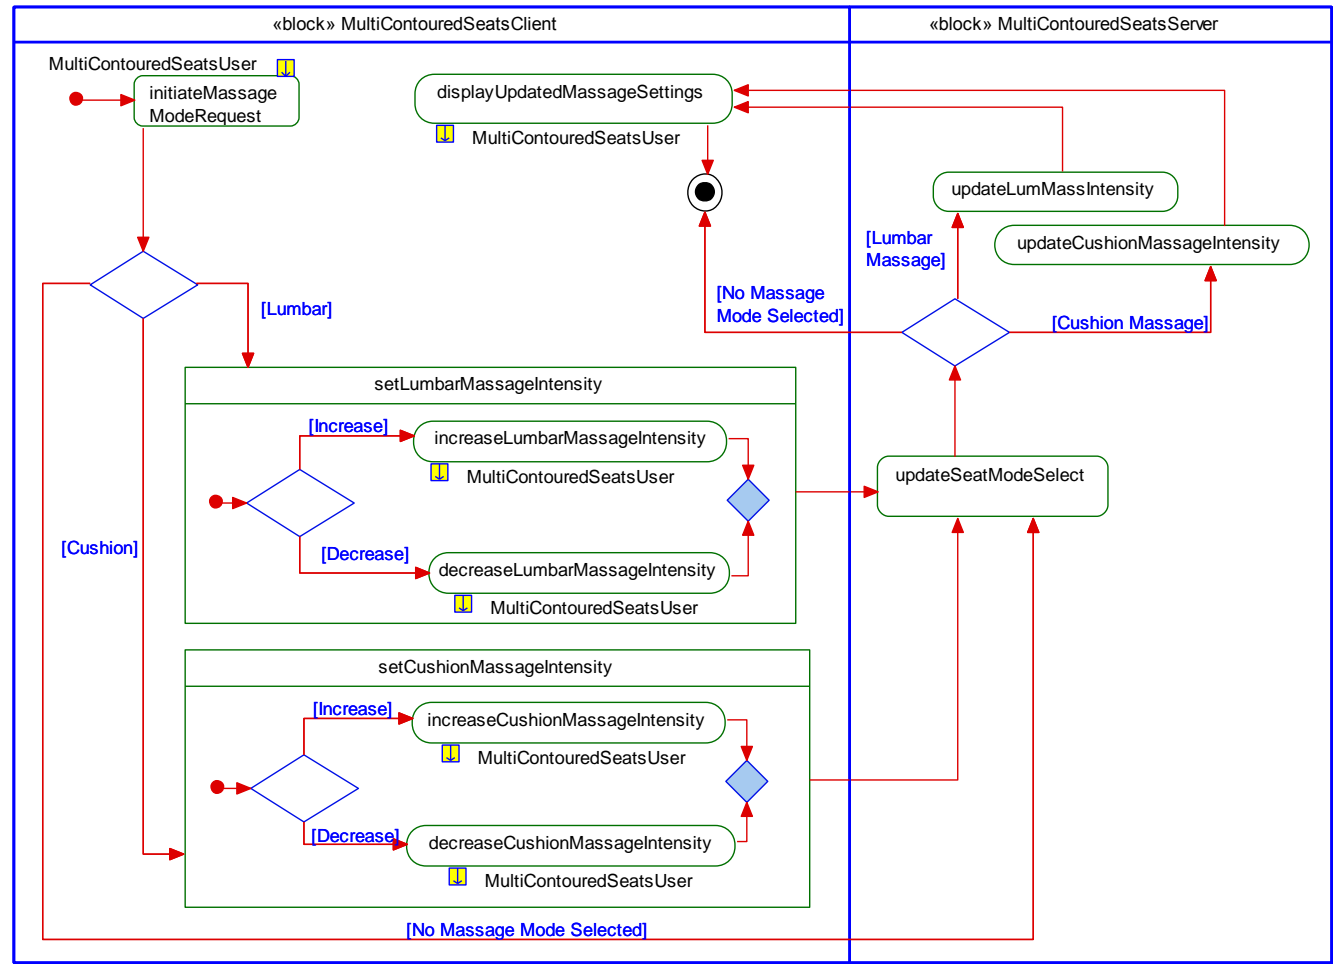 «block» MultiContouredSeatsClient
«block» MultiContouredSeatsServer
MultiContouredSeatsUser
initiateMassage
ModeRequest
displayUpdatedMassageSettings
MultiContouredSeatsUser
updateLumMassIntensity
[Lumbar
Massage]
updateCushionMassageIntensity
[No Massage
Mode Selected]
[Cushion Massage]
[Lumbar]
setLumbarMassageIntensity
[Increase]
increaseLumbarMassageIntensity
MultiContouredSeatsUser
updateSeatModeSelect
[Cushion]
[Decrease]
decreaseLumbarMassageIntensity
MultiContouredSeatsUser
setCushionMassageIntensity
[Increase]
increaseCushionMassageIntensity
MultiContouredSeatsUser
[Decrease]
decreaseCushionMassageIntensity
MultiContouredSeatsUser
[No Massage Mode Selected]